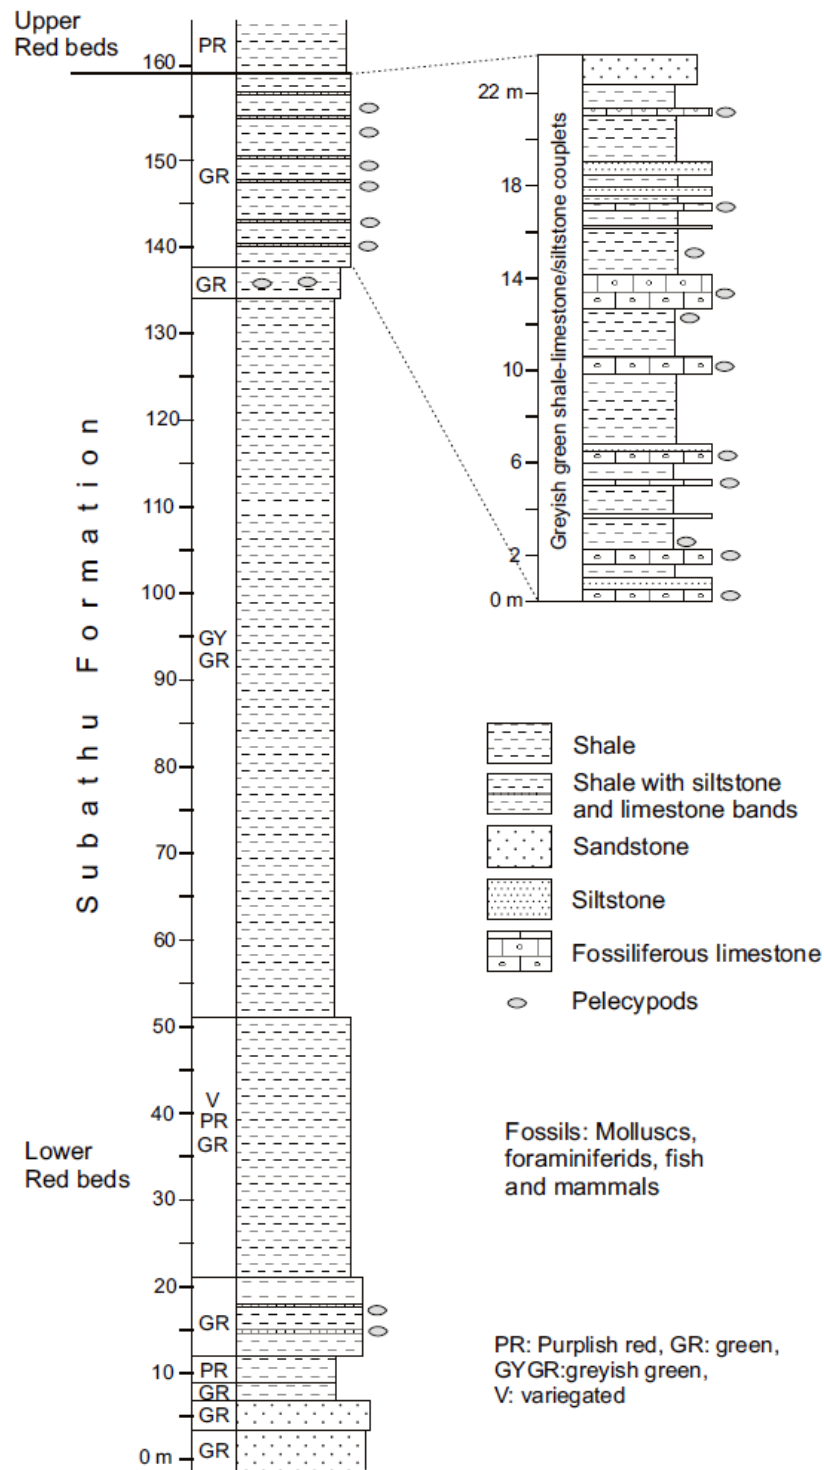 Upper
Red beds
160
150
140
130
120
110
100
90
80
70
60
50
40
30
20
10
0 m
PR
GR
GR
GY
GR
V
PR
GR
GR
PR
GR
GR
GR
Subathu Formation
Lower
Red beds
22 m
18
14
10
6
2
0 m
Greyish green shale-limestone/siltstone couplets
Shale
Shale with siltstone
and limestone bands
Sandstone
Siltstone
Fossiliferous limestone
Pelecypods
Fossils: Molluscs,
foraminiferids, fish
and mammals
PR: Purplish red, GR: green,
GYGR:greyish green,
V: variegated